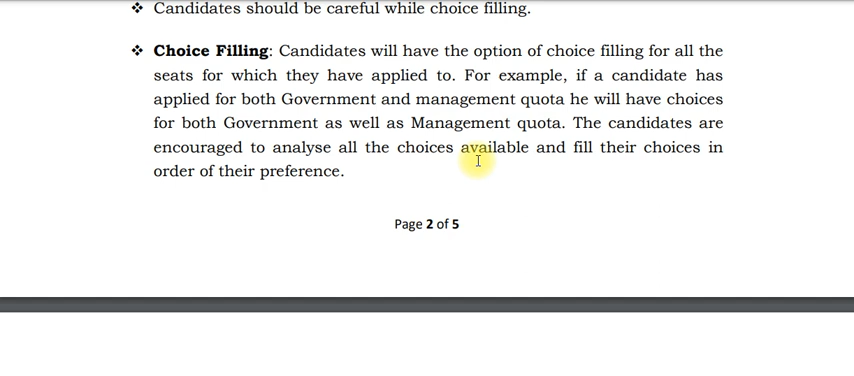 ❖ Candidates should be careful while choice filling.
❖ Choice Filling: Candidates will have the option of choice filling for all the
seats for which they have applied to. For example, if a candidate has
applied for both Government and management quota he will have choices
for both Government as well as Management quota. The candidates are
encouraged to analyse all the choices available and fill their choices in
order of their preference.
Page 2 of 5